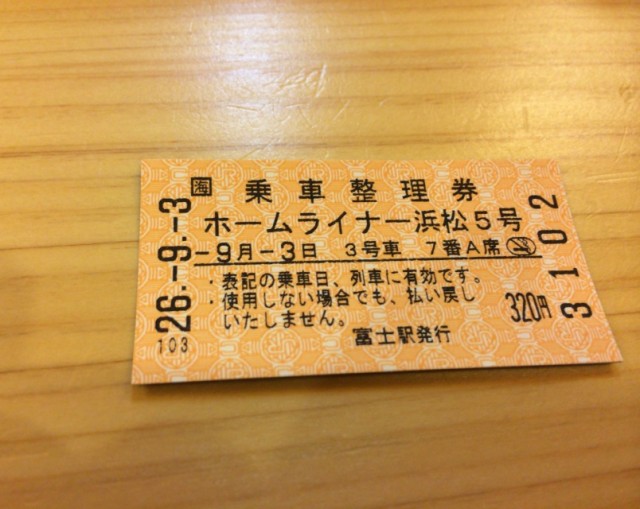 海 乗車整理券
ホームライナー浜松5号
-9月-3日 3号車 7番A席
・表記の乗車日、列車に有効です。
・使用しない場合でも、払い戻し
いたしません。
320円
富士駅発行
26.-9.-3
103
3102